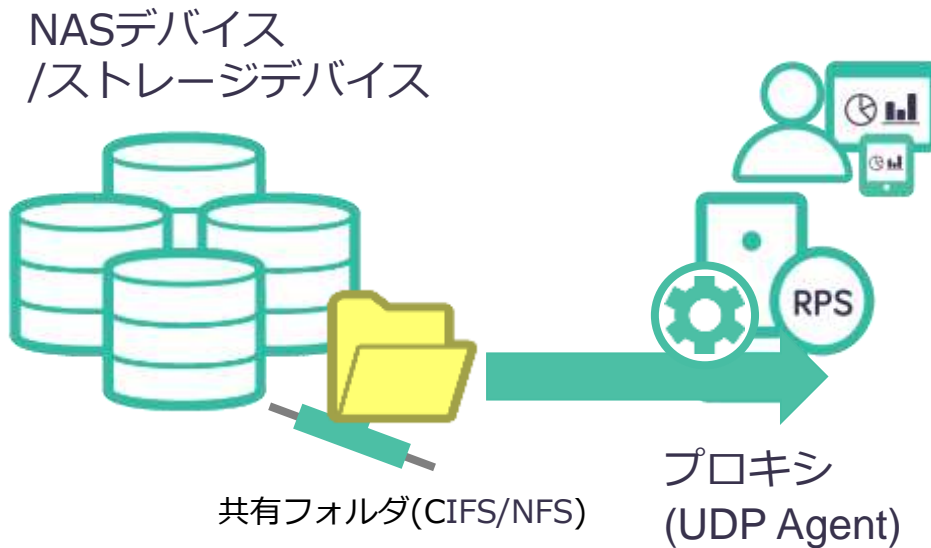 NASデバイス
/ストレージデバイス
RPS
共有フォルダ(CIFS/NFS)
プロキシ
(UDP Agent)